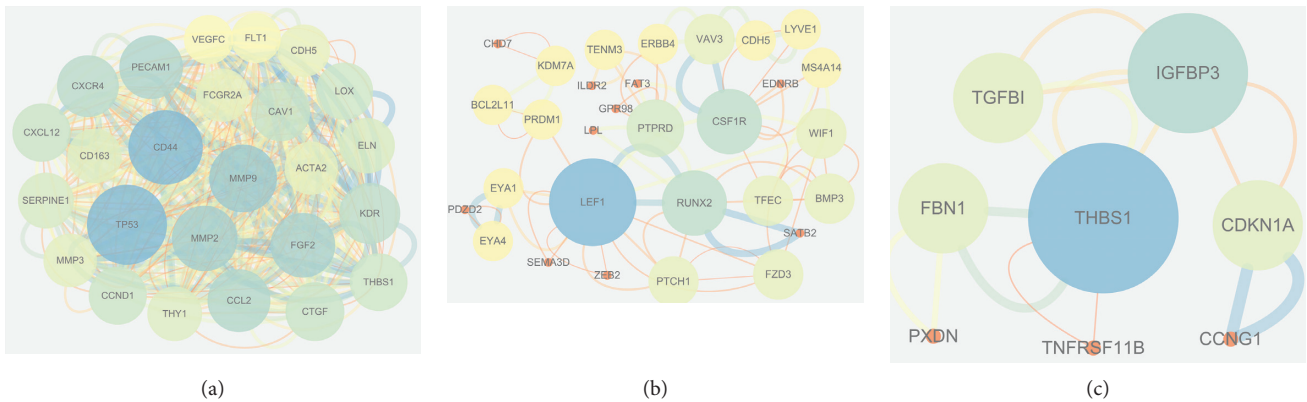 VEGFC FLT1
PECAM1 CDH5
CXCR4 FCGR2A LOX
CAV1
CXCL12 CD163 CD44 ELN
ACTA2
MMP9
SERPINE1 KDR
TP53
MMP2 FGF2
MMP3 THBS1
CCND1 THY1 CCL2 CTGF
(a)
CHD7 TENM3 ERBB4 VAV3 CDH5 LYVE1
KDM7A MS4A14
ILDR2 FAT3 EDNRB
BCL2L11 GPR98
PRDM1 LPL PTPRD CSF1R WIF1
EYA1 LEF1 RUNX2 TFEC BMP3
PDZD2
EYA4 SATB2
SEMA3D ZEB2 PTCH1 FZD3
(b)
IGFBP3
TGFBI
FBN1 THBS1 CDKN1A
PXDN TNFRSF11B CCNG1
(c)